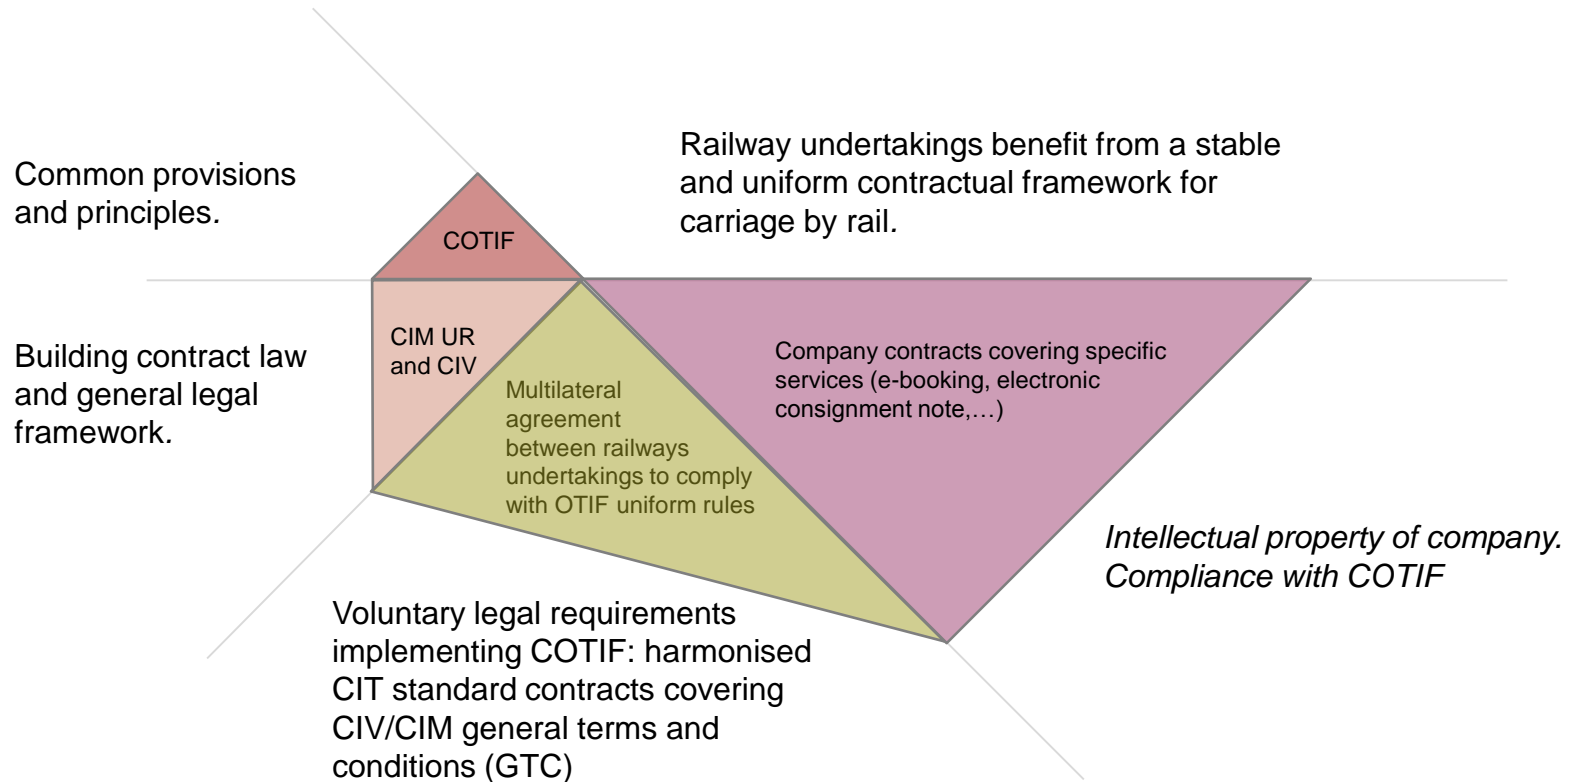 Common provisions
and principles.
Railway undertakings benefit from a stable
and uniform contractual framework for
carriage by rail.
COTIF
Building contract law
and general legal
framework.
CIM UR
and CIV
Multilateral
agreement
between railways
undertakings to comply
with OTIF uniform rules
Company contracts covering specific
services (e-booking, electronic
consignment note,…)
Intellectual property of company.
Compliance with COTIF
Voluntary legal requirements
implementing COTIF: harmonised
CIT standard contracts covering
CIV/CIM general terms and
conditions (GTC)